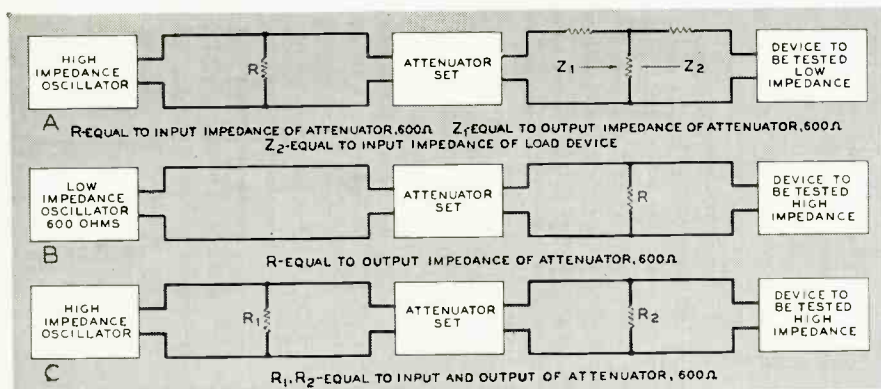 HIGH
IMPEDANCE
OSCILLATOR
R
ATTENUATOR
SET
Z₁
Z₂
DEVICE TO
BE TESTED
LOW
IMPEDANCE
A
R-EQUAL TO INPUT IMPEDANCE OF ATTENUATOR,600Ω Z₁-EQUAL TO OUTPUT IMPEDANCE OF ATTENUATOR,600Ω
Z₂-EQUAL TO INPUT IMPEDANCE OF LOAD DEVICE
LOW
IMPEDANCE
OSCILLATOR
600 OHMS
ATTENUATOR
SET
R
DEVICE TO
BE TESTED
HIGH
IMPEDANCE
B
R-EQUAL TO OUTPUT IMPEDANCE OF ATTENUATOR,600Ω
HIGH
IMPEDANCE
OSCILLATOR
R₁
ATTENUATOR
SET
R₂
DEVICE TO
BE TESTED
HIGH
IMPEDANCE
C
R₁,R₂-EQUAL TO INPUT AND OUTPUT OF ATTENUATOR, 600Ω